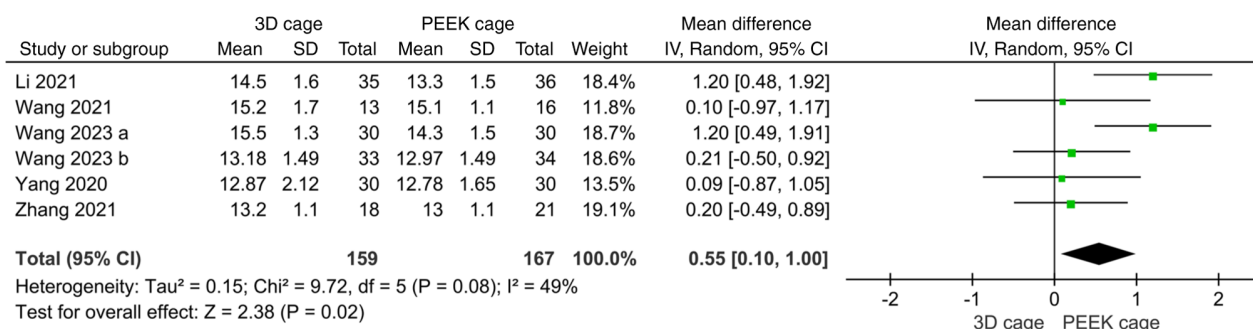 3D cage PEEK cage Mean difference Mean difference
Study or subgroup Mean SD Total Mean SD Total Weight IV, Random, 95% CI IV, Random, 95% CI
Li 2021 14.5 1.6 35 13.3 1.5 36 18.4% 1.20 [0.48, 1.92]
Wang 2021 15.2 1.7 13 15.1 1.1 16 11.8% 0.10 [-0.97, 1.17]
Wang 2023 a 15.5 1.3 30 14.3 1.5 30 18.7% 1.20 [0.49, 1.91]
Wang 2023 b 13.18 1.49 33 12.97 1.49 34 18.6% 0.21 [-0.50, 0.92]
Yang 2020 12.87 2.12 30 12.78 1.65 30 13.5% 0.09 [-0.87, 1.05]
Zhang 2021 13.2 1.1 18 13 1.1 21 19.1% 0.20 [-0.49, 0.89]
Total (95% CI) 159 167 100.0% 0.55 [0.10, 1.00]
Heterogeneity: Tau² = 0.15; Chi² = 9.72, df = 5 (P = 0.08); I² = 49%
Test for overall effect: Z = 2.38 (P = 0.02)
-2 -1 0 1 2
3D cage PEEK cage